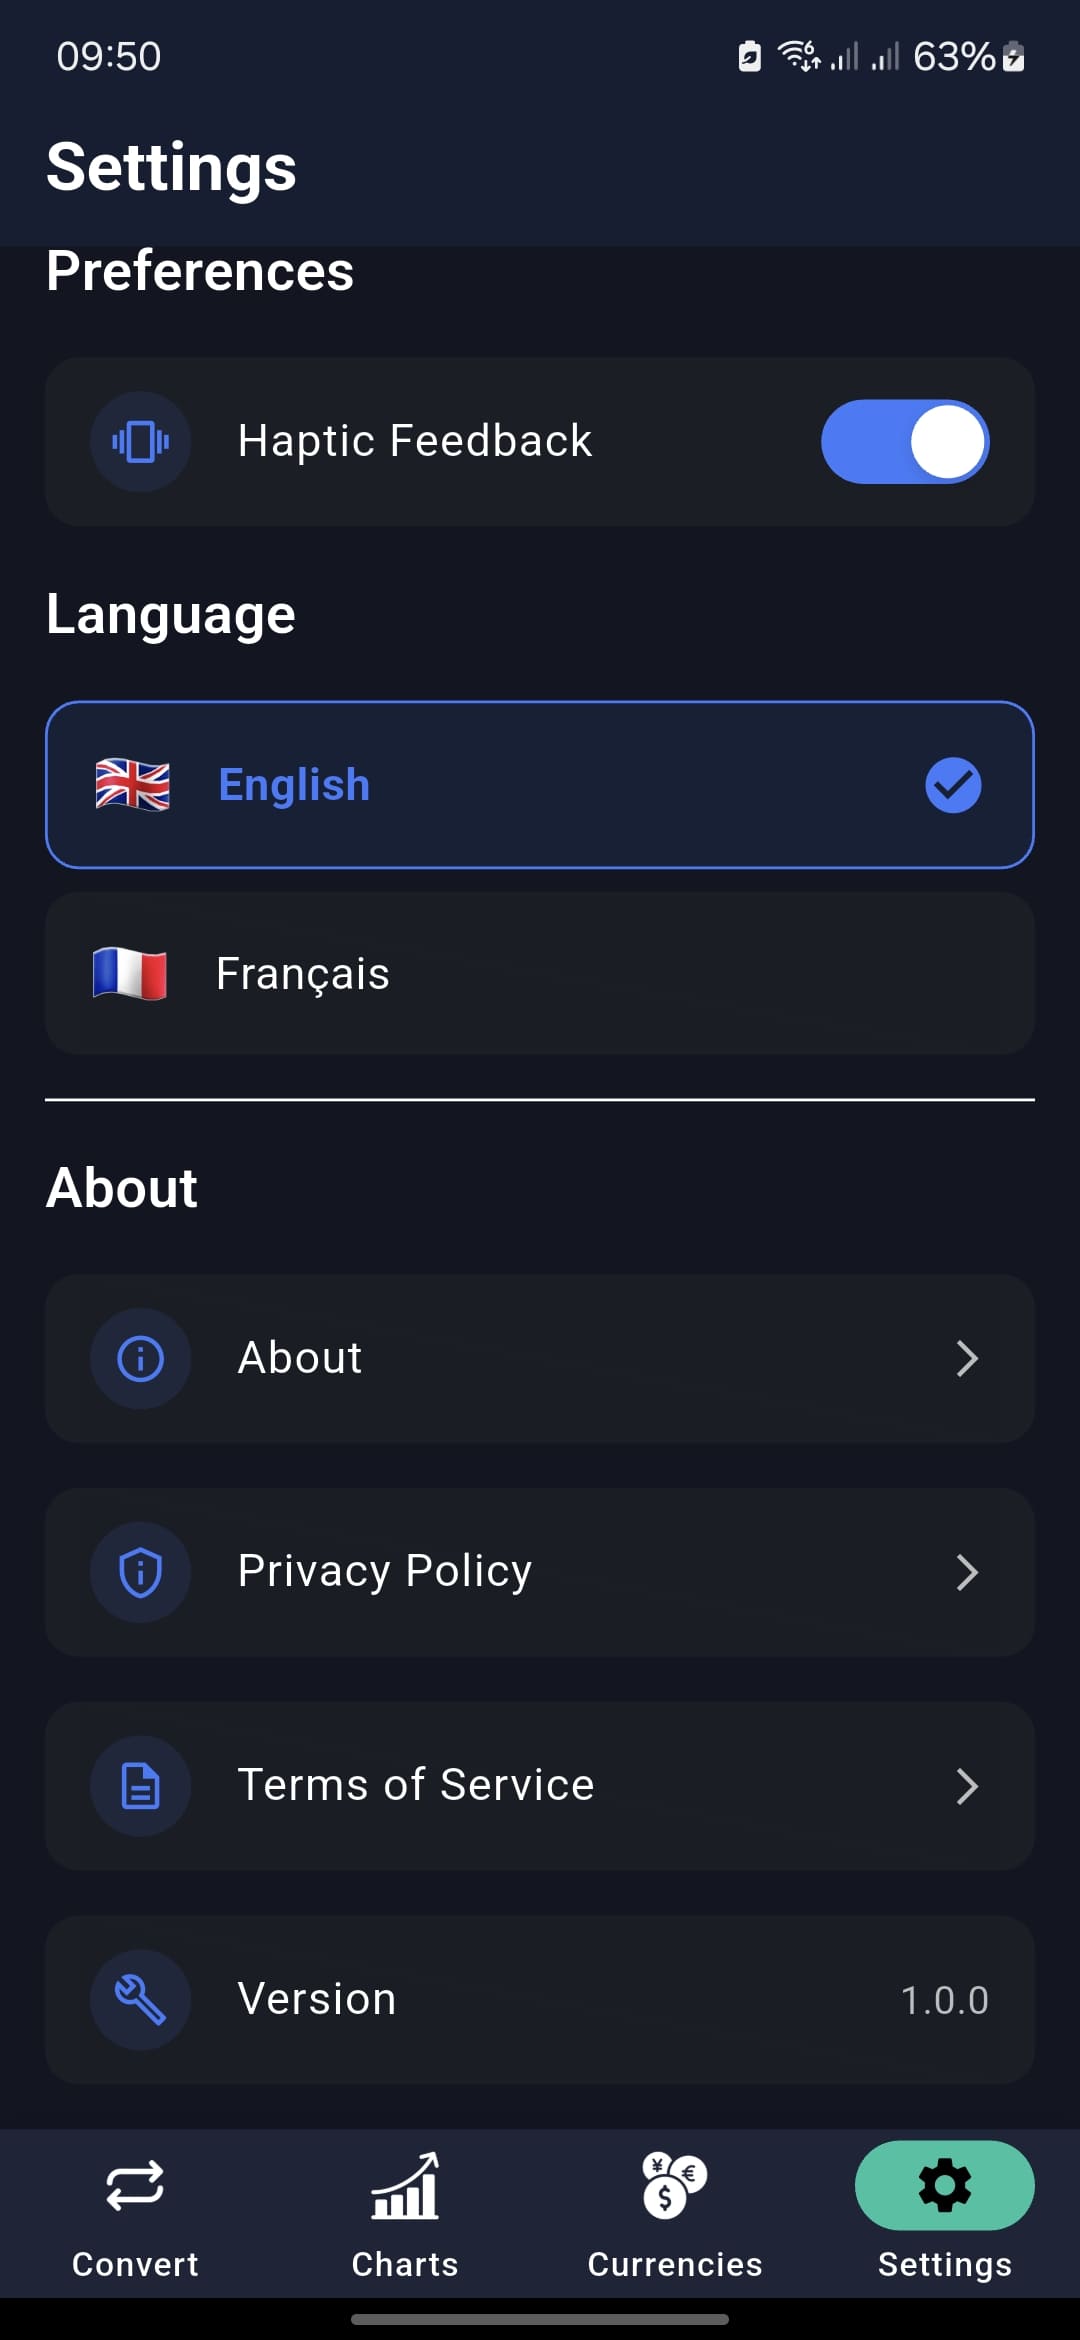 09:50 63%
Settings
Preferences
Haptic Feedback
Language
English
Français
About
About
Privacy Policy
Terms of Service
Version 1.0.0
Convert Charts Currencies Settings